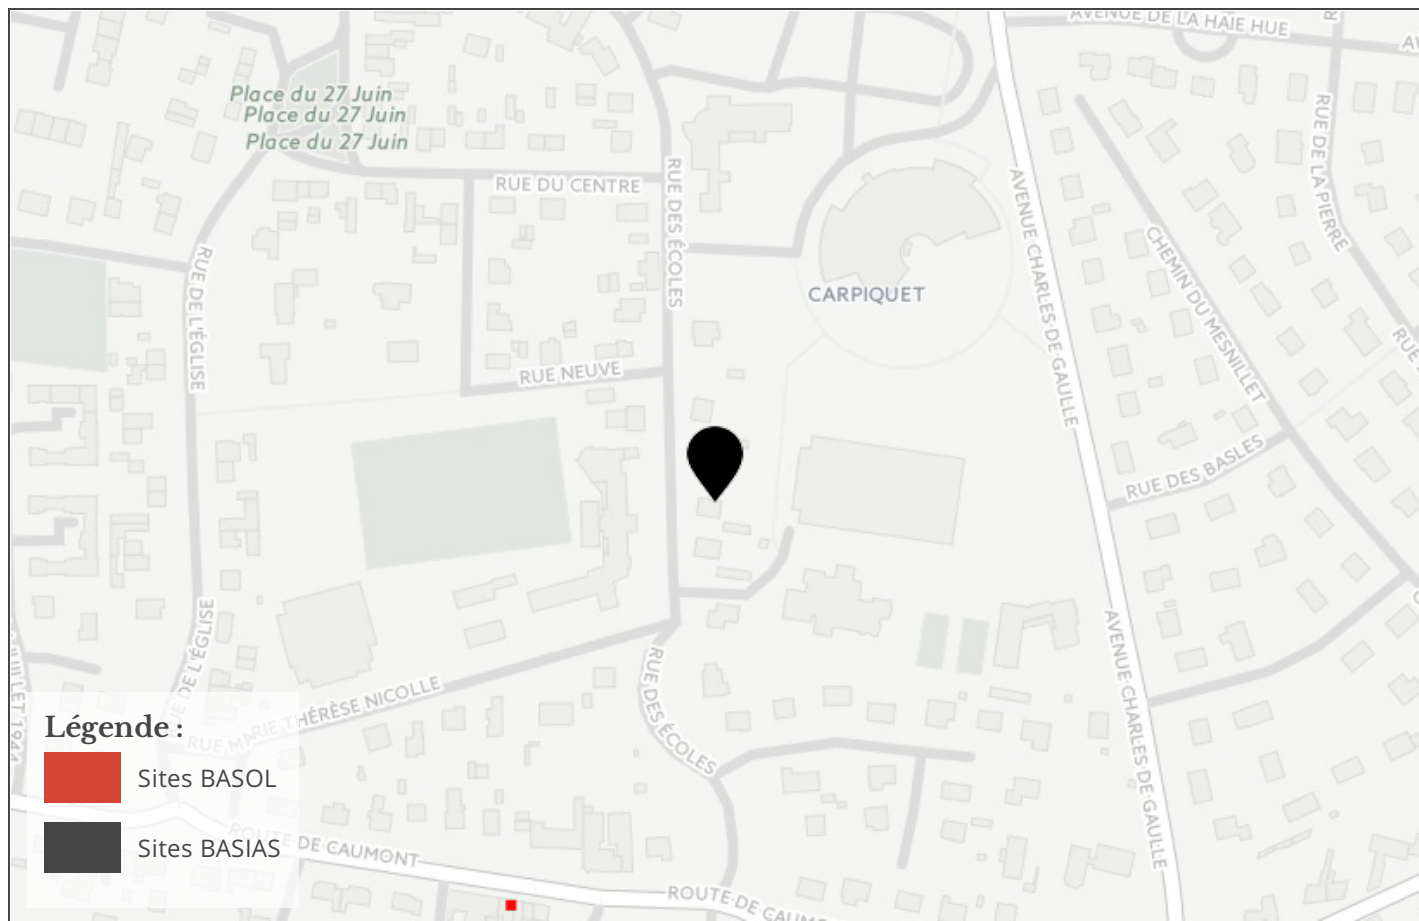 AVENUE DE LA HAIE HUE
Place du 27 Juin
Place du 27 Juin
Place du 27 Juin
RUE DU CENTRE
RUE DES ÉCOLES
RUE DE LA PIERRE
AVENUE CHARLES DE GAULLE
CHEMIN DU MESNILLET
RUE DE L'ÉGLISE
CARPIQUET
RUE NEUVE
RUE DES BASLES
RUE DE L'ÉGLISE
RUE MARIE THÉRÈSE NICOLLE
RUE DES ÉCOLES
AVENUE CHARLES DE GAULLE
JUILLET 1944
Légende :
Sites BASOL
Sites BASIAS
ROUTE DE CAUMONT
ROUTE DE CAUMO